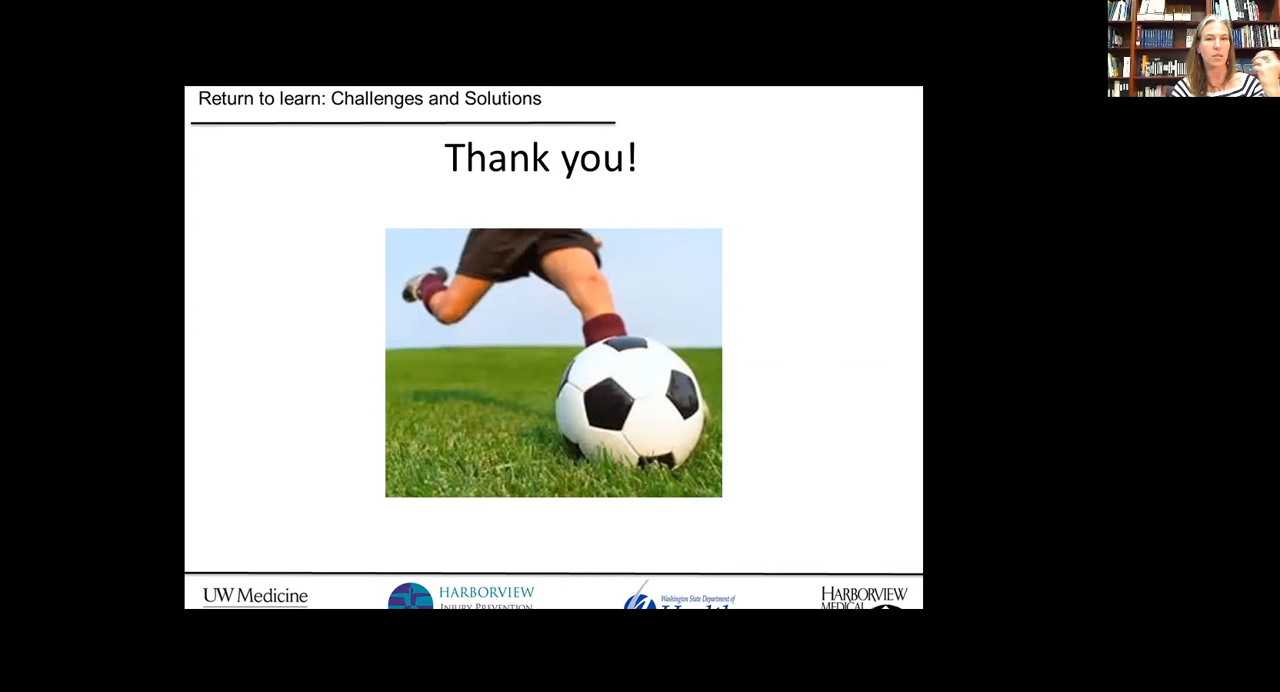 Return to learn: Challenges and Solutions
Thank you!
UW Medicine
HARBORVIEW
INJURY PREVENTION
Washington State Department of
Health
HARBORVIEW
MEDICAL